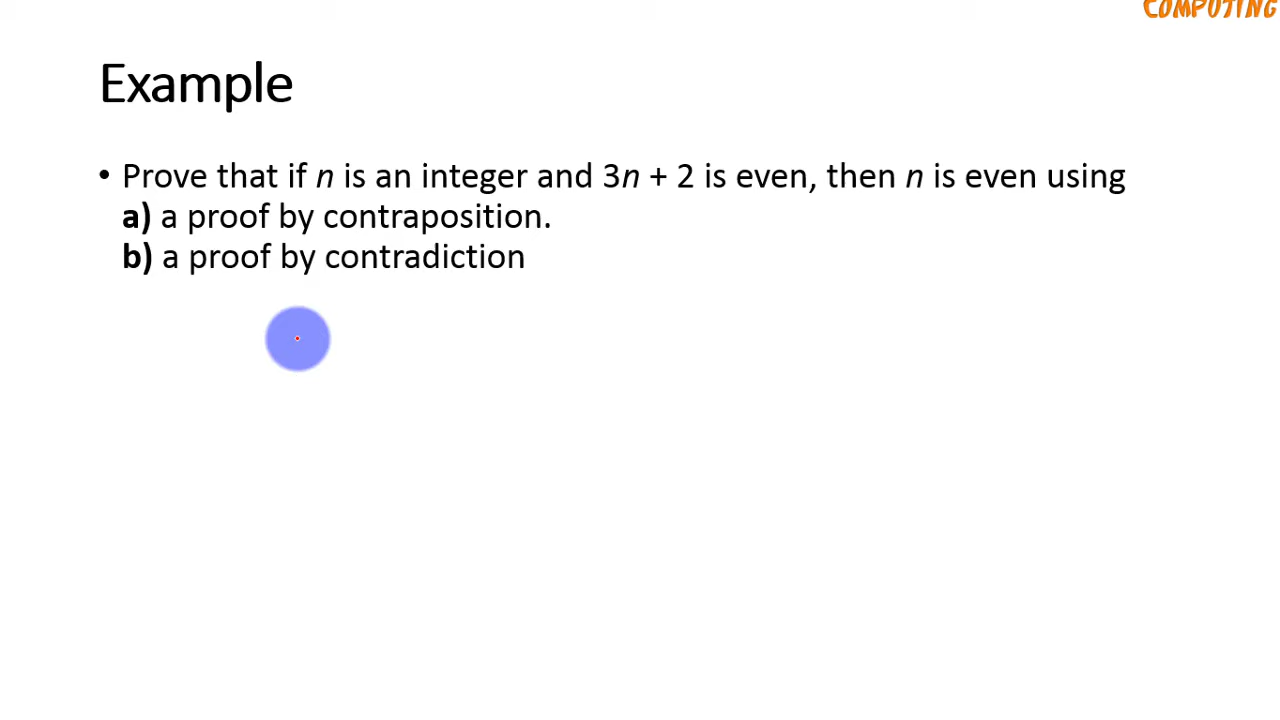 COMPUTING
Example
• Prove that if n is an integer and 3n + 2 is even, then n is even using
a) a proof by contraposition.
b) a proof by contradiction